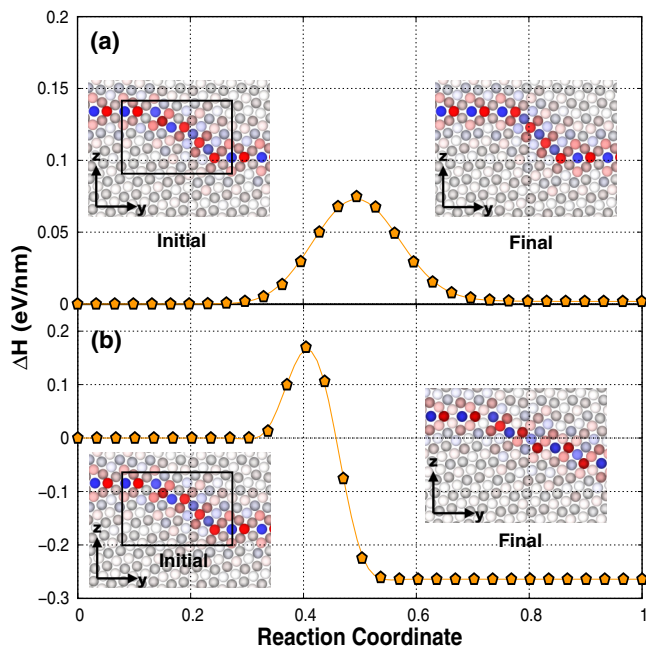 (a)
0.2
0.15
0.1
0.05
0
z
y
Initial
z
y
Final
ΔH (eV/nm)
(b)
0.2
0.1
0
−0.1
−0.2
−0.3
z
y
Initial
z
y
Final
0 0.2 0.4 0.6 0.8 1
Reaction Coordinate